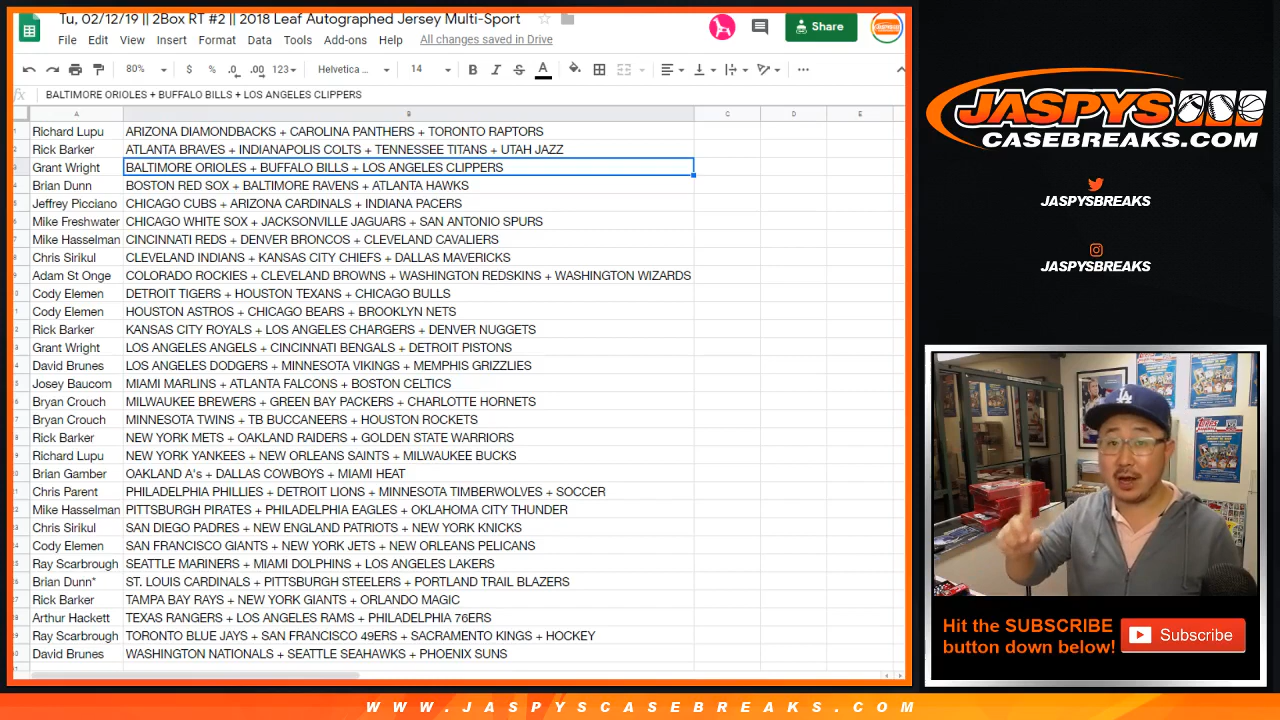 Tu, 02/12/19 || 2Box RT #2 || 2018 Leaf Autographed Jersey Multi-Sport
File Edit View Insert Format Data Tools Add-ons Help All changes saved in Drive
Share
80% $ % .0 .00 123 Helvetica ... 14 B I S A
fx BALTIMORE ORIOLES + BUFFALO BILLS + LOS ANGELES CLIPPERS
A B C D E
Richard Lupu ARIZONA DIAMONDBACKS + CAROLINA PANTHERS + TORONTO RAPTORS
Rick Barker ATLANTA BRAVES + INDIANAPOLIS COLTS + TENNESSEE TITANS + UTAH JAZZ
Grant Wright BALTIMORE ORIOLES + BUFFALO BILLS + LOS ANGELES CLIPPERS
Brian Dunn BOSTON RED SOX + BALTIMORE RAVENS + ATLANTA HAWKS
Jeffrey Picciano CHICAGO CUBS + ARIZONA CARDINALS + INDIANA PACERS
Mike Freshwater CHICAGO WHITE SOX + JACKSONVILLE JAGUARS + SAN ANTONIO SPURS
Mike Hasselman CINCINNATI REDS + DENVER BRONCOS + CLEVELAND CAVALIERS
Chris Sirikul CLEVELAND INDIANS + KANSAS CITY CHIEFS + DALLAS MAVERICKS
Adam St Onge COLORADO ROCKIES + CLEVELAND BROWNS + WASHINGTON REDSKINS + WASHINGTON WIZARDS
Cody Elemen DETROIT TIGERS + HOUSTON TEXANS + CHICAGO BULLS
Cody Elemen HOUSTON ASTROS + CHICAGO BEARS + BROOKLYN NETS
Rick Barker KANSAS CITY ROYALS + LOS ANGELES CHARGERS + DENVER NUGGETS
Grant Wright LOS ANGELES ANGELS + CINCINNATI BENGALS + DETROIT PISTONS
David Brunes LOS ANGELES DODGERS + MINNESOTA VIKINGS + MEMPHIS GRIZZLIES
Josey Baucom MIAMI MARLINS + ATLANTA FALCONS + BOSTON CELTICS
Bryan Crouch MILWAUKEE BREWERS + GREEN BAY PACKERS + CHARLOTTE HORNETS
Bryan Crouch MINNESOTA TWINS + TB BUCCANEERS + HOUSTON ROCKETS
Rick Barker NEW YORK METS + OAKLAND RAIDERS + GOLDEN STATE WARRIORS
Richard Lupu NEW YORK YANKEES + NEW ORLEANS SAINTS + MILWAUKEE BUCKS
Brian Gamber OAKLAND A's + DALLAS COWBOYS + MIAMI HEAT
Chris Parent PHILADELPHIA PHILLIES + DETROIT LIONS + MINNESOTA TIMBERWOLVES + SOCCER
Mike Hasselman PITTSBURGH PIRATES + PHILADELPHIA EAGLES + OKLAHOMA CITY THUNDER
Chris Sirikul SAN DIEGO PADRES + NEW ENGLAND PATRIOTS + NEW YORK KNICKS
Cody Elemen SAN FRANCISCO GIANTS + NEW YORK JETS + NEW ORLEANS PELICANS
Ray Scarbrough SEATTLE MARINERS + MIAMI DOLPHINS + LOS ANGELES LAKERS
Brian Dunn* ST. LOUIS CARDINALS + PITTSBURGH STEELERS + PORTLAND TRAIL BLAZERS
Rick Barker TAMPA BAY RAYS + NEW YORK GIANTS + ORLANDO MAGIC
Arthur Hackett TEXAS RANGERS + LOS ANGELES RAMS + PHILADELPHIA 76ERS
Ray Scarbrough TORONTO BLUE JAYS + SAN FRANCISCO 49ERS + SACRAMENTO KINGS + HOCKEY
David Brunes WASHINGTON NATIONALS + SEATTLE SEAHAWKS + PHOENIX SUNS
JASPYS
CASEBREAKS.COM
JASPYSBREAKS
JASPYSBREAKS
LA
Hit the SUBSCRIBE
button down below!
Subscribe
WWW.JASPYSCASEBREAKS.COM